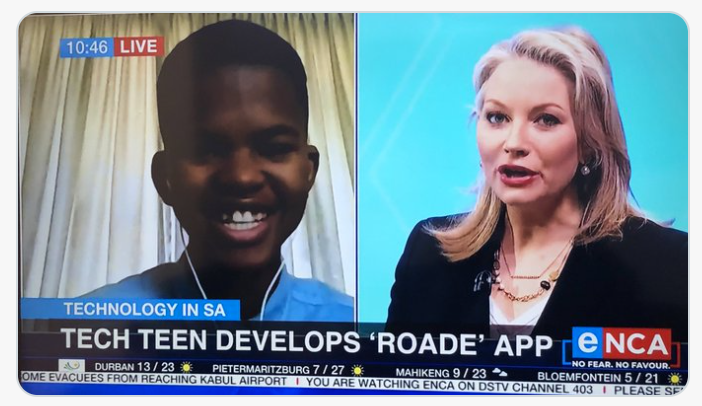 10:46 LIVE
TECHNOLOGY IN SA
TECH TEEN DEVELOPS ‘ROADE’ APP
eNCA
NO FEAR. NO FAVOUR.
DURBAN 13 / 23 PIETERMARITZBURG 7 / 27 MAHIKENG 9 / 23 BLOEMFONTEIN 5 / 21
OME EVACUEES FROM REACHING KABUL AIRPORT I YOU ARE WATCHING ENCA ON DSTV CHANNEL 403 I PLEASE SE